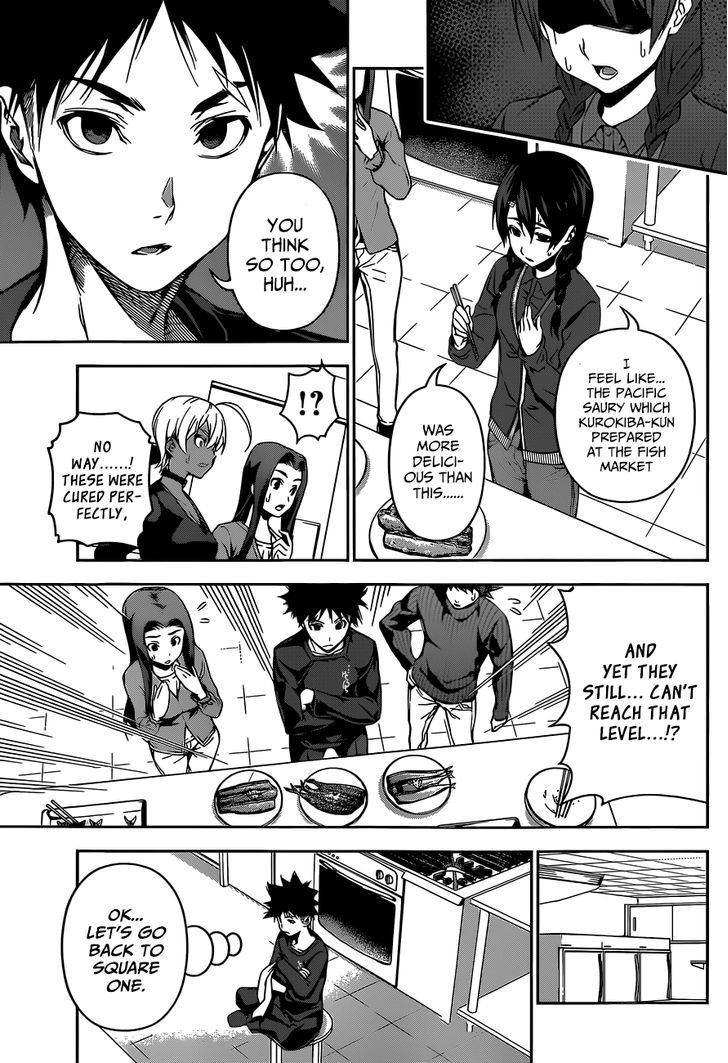 I
FEEL LIKE...
THE PACIFIC
SAURY WHICH
KUROKIBA-KUN
PREPARED
AT THE FISH
MARKET
WAS
MORE
DELICI-
OUS THAN
THIS......
YOU
THINK
SO TOO,
HUH...
!?
NO
WAY......!
THESE WERE
CURED PER-
FECTLY,
AND
YET THEY
STILL... CAN'T
REACH THAT
LEVEL...!?
OK...
LET'S GO
BACK TO
SQUARE
ONE.